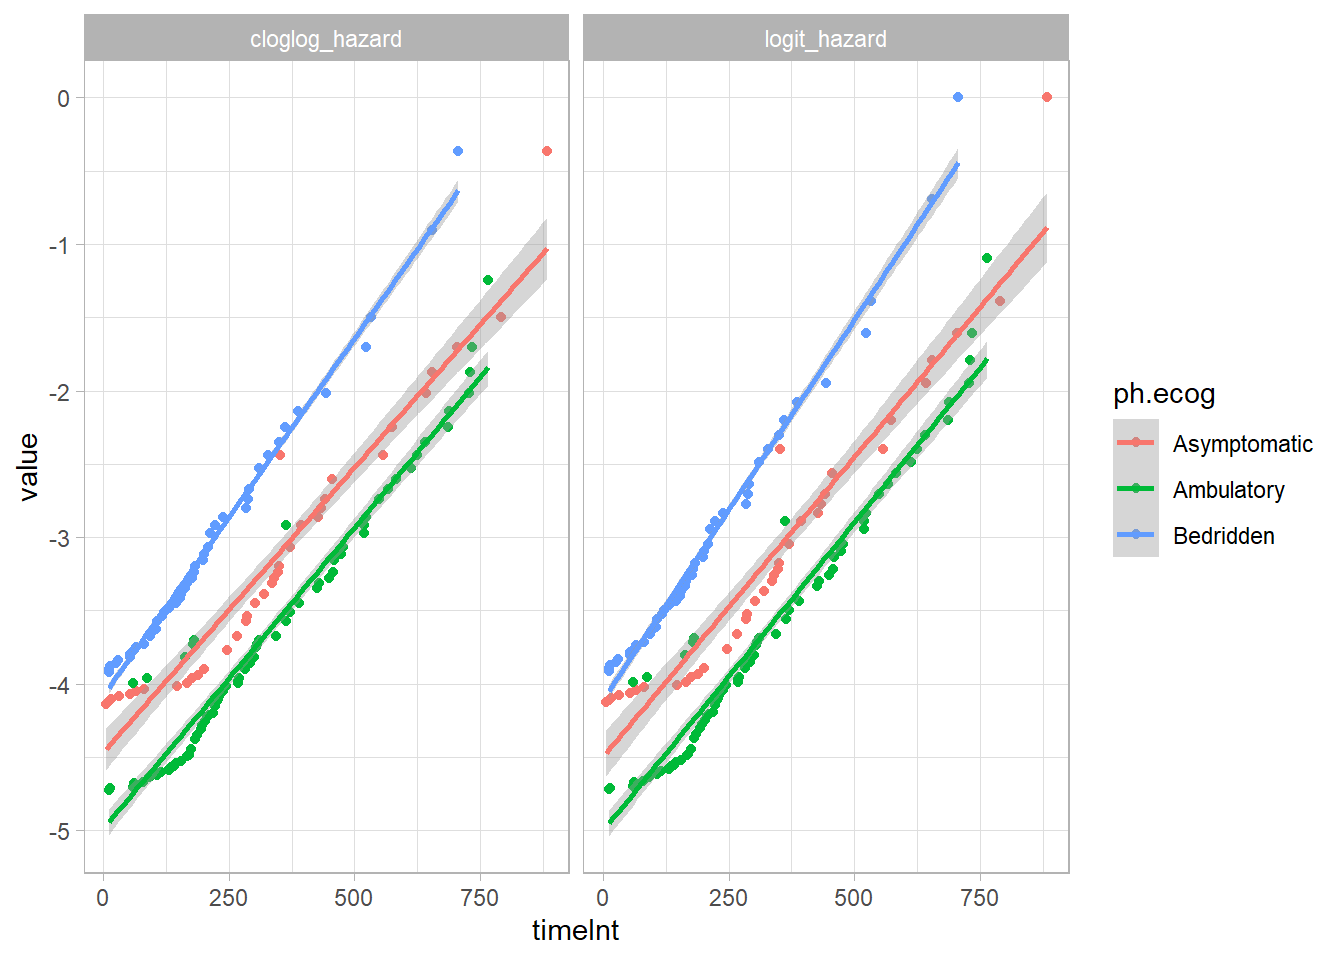 cloglog_hazard logit_hazard
0
-1
-2
-3
-4
-5
value
0 250 500 750 0 250 500 750
timeInt
ph.ecog
Asymptomatic
Ambulatory
Bedridden